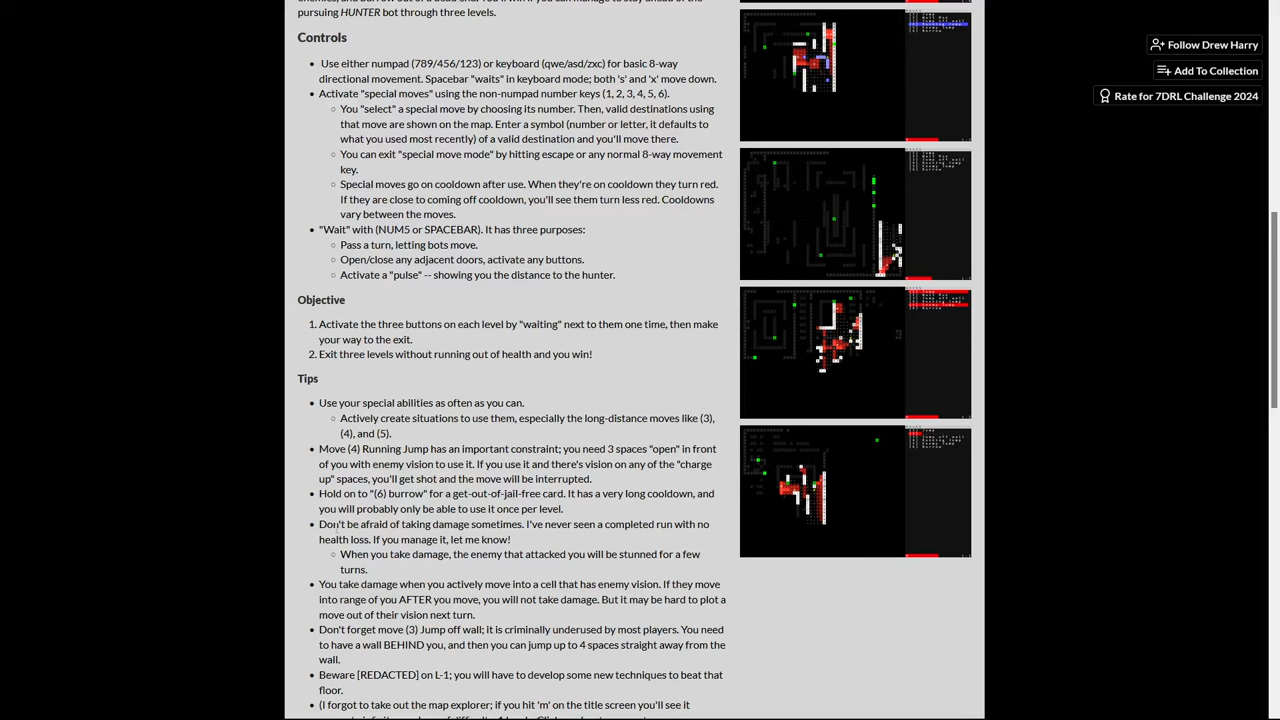 pursuing HUNTER bot through three levels.
Controls
Use either numpad (789/456/123) or keyboard (qwe/asd/zxc) for basic 8-way
directional movement. Spacebar "waits" in keyboard mode; both 's' and 'x' move down.
Activate "special moves" using the non-numpad number keys (1, 2, 3, 4, 5, 6).
You "select" a special move by choosing its number. Then, valid destinations using
that move are shown on the map. Enter a symbol (number or letter, it defaults to
what you used most recently) of a valid destination and you'll move there.
You can exit "special move mode" by hitting escape or any normal 8-way movement
key.
Special moves go on cooldown after use. When they're on cooldown they turn red.
If they are close to coming off cooldown, you'll see them turn less red. Cooldowns
vary between the moves.
"Wait" with (NUM5 or SPACEBAR). It has three purposes:
Pass a turn, letting bots move.
Open/close any adjacent doors, activate any buttons.
Activate a "pulse" -- showing you the distance to the hunter.
Objective
1. Activate the three buttons on each level by "waiting" next to them one time, then make
your way to the exit.
2. Exit three levels without running out of health and you win!
Tips
Use your special abilities as often as you can.
Actively create situations to use them, especially the long-distance moves like (3),
(4), and (5).
Move (4) Running Jump has an important constraint; you need 3 spaces "open" in front
of you with enemy vision to use it. If you use it and there's vision on any of the "charge
up" spaces, you'll get shot and the move will be interrupted.
Hold on to "(6) burrow" for a get-out-of-jail-free card. It has a very long cooldown, and
you will probably only be able to use it once per level.
Don't be afraid of taking damage sometimes. I've never seen a completed run with no
health loss. If you manage it, let me know!
When you take damage, the enemy that attacked you will be stunned for a few
turns.
You take damage when you actively move into a cell that has enemy vision. If they move
into range of you AFTER you move, you will not take damage. But it may be hard to plot a
move out of their vision next turn.
Don't forget move (3) Jump off wall; it is criminally underused by most players. You need
to have a wall BEHIND you, and then you can jump up to 4 spaces straight away from the
wall.
Beware [REDACTED] on L-1; you will have to develop some new techniques to beat that
floor.
(I forgot to take out the map explorer; if you hit 'm' on the title screen you'll see it
Follow Drew Harry
Add To Collection
Rate for 7DRL Challenge 2024